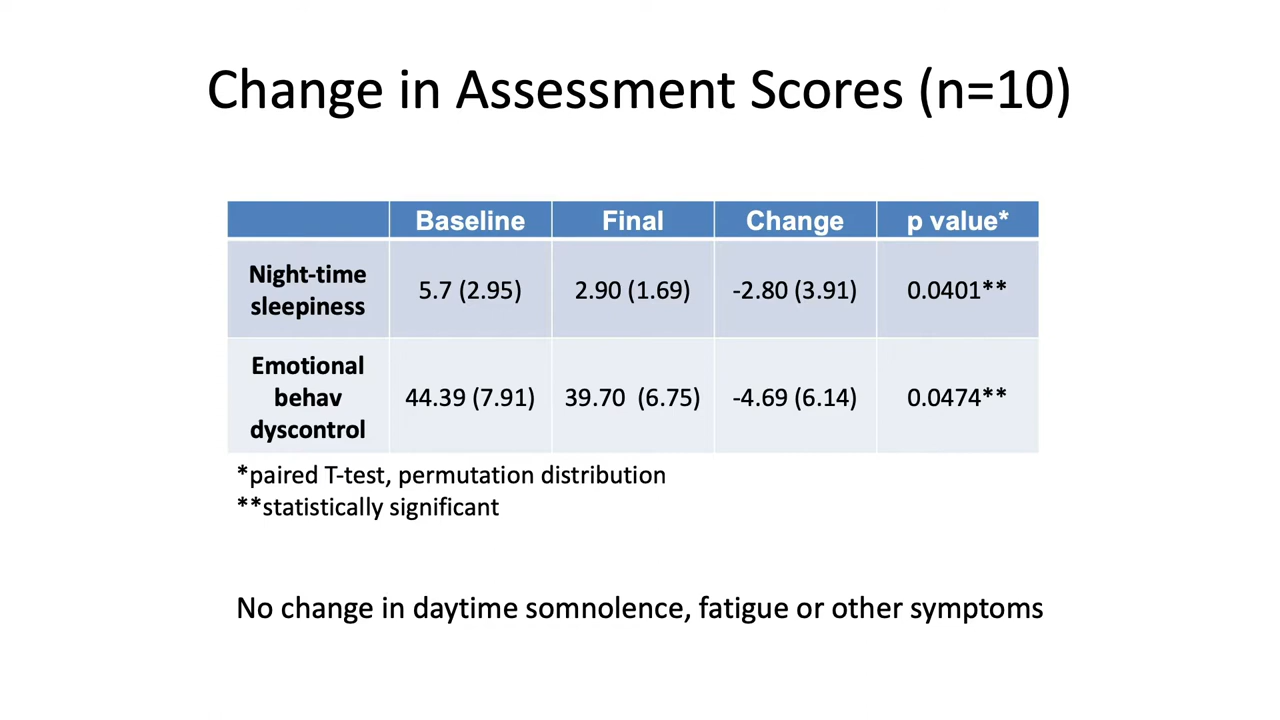 Change in Assessment Scores (n=10)
Baseline Final Change p value*
Night-time
sleepiness
5.7 (2.95) 2.90 (1.69) -2.80 (3.91) 0.0401**
Emotional
behav
dyscontrol
44.39 (7.91) 39.70 (6.75) -4.69 (6.14) 0.0474**
*paired T-test, permutation distribution
**statistically significant
No change in daytime somnolence, fatigue or other symptoms